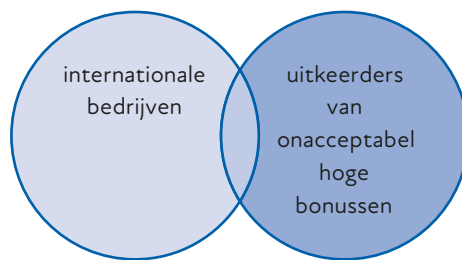 internationale
bedrijven
uitkeerders
van
onacceptabel
hoge
bonussen